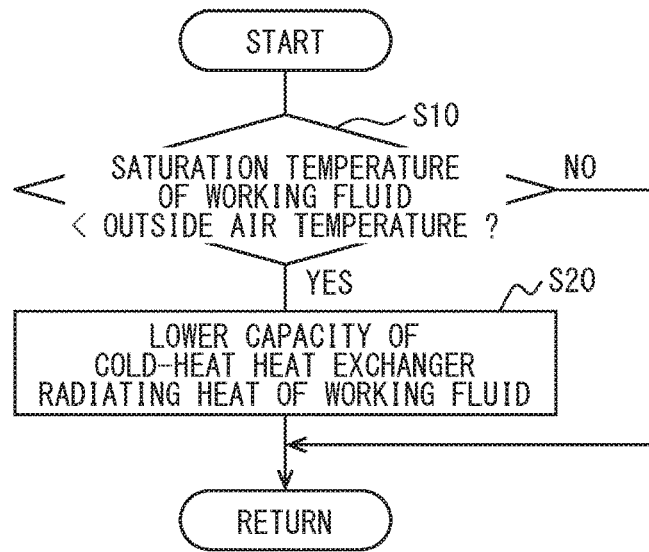 START
S10
SATURATION TEMPERATURE
OF WORKING FLUID
< OUTSIDE AIR TEMPERATURE ?
NO
YES
S20
LOWER CAPACITY OF
COLD-HEAT HEAT EXCHANGER
RADIATING HEAT OF WORKING FLUID
RETURN